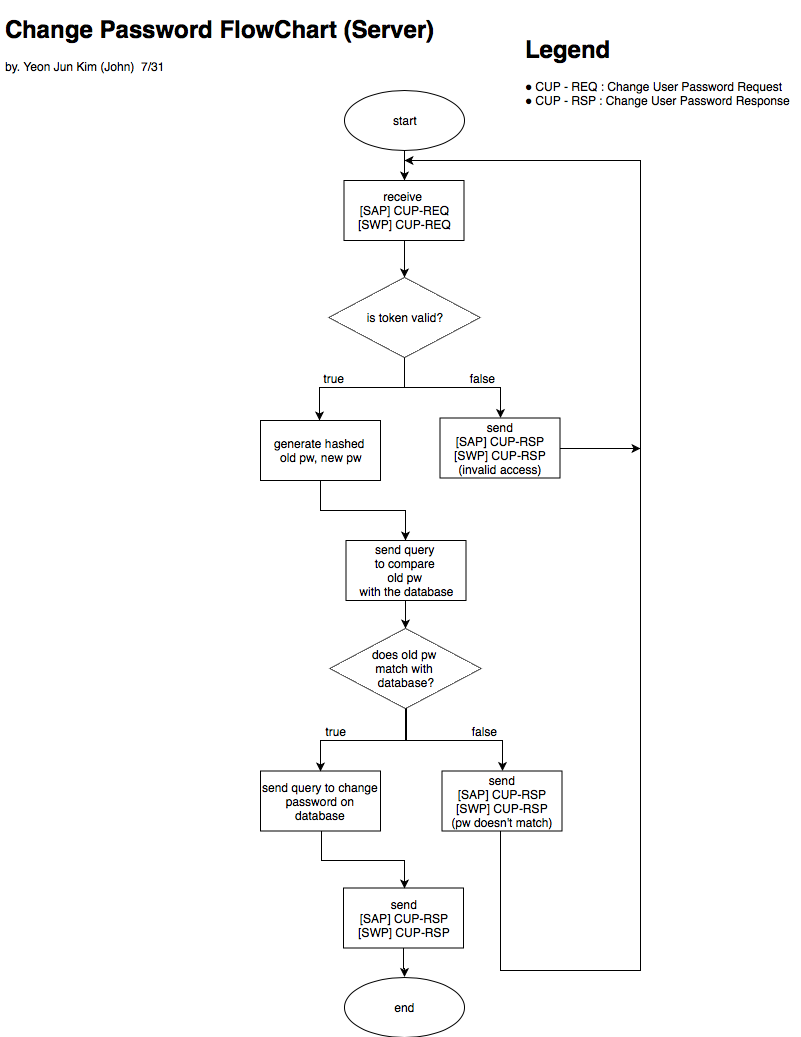 Change Password FlowChart (Server)
by. Yeon Jun Kim (John) 7/31
Legend
● CUP - REQ : Change User Password Request
● CUP - RSP : Change User Password Response
start
receive
[SAP] CUP-REQ
[SWP] CUP-REQ
is token valid?
true
false
generate hashed
old pw, new pw
send
[SAP] CUP-RSP
[SWP] CUP-RSP
(invalid access)
send query
to compare
old pw
with the database
does old pw
match with
database?
true
false
send query to change
password on
database
send
[SAP] CUP-RSP
[SWP] CUP-RSP
(pw doesn't match)
send
[SAP] CUP-RSP
[SWP] CUP-RSP
end